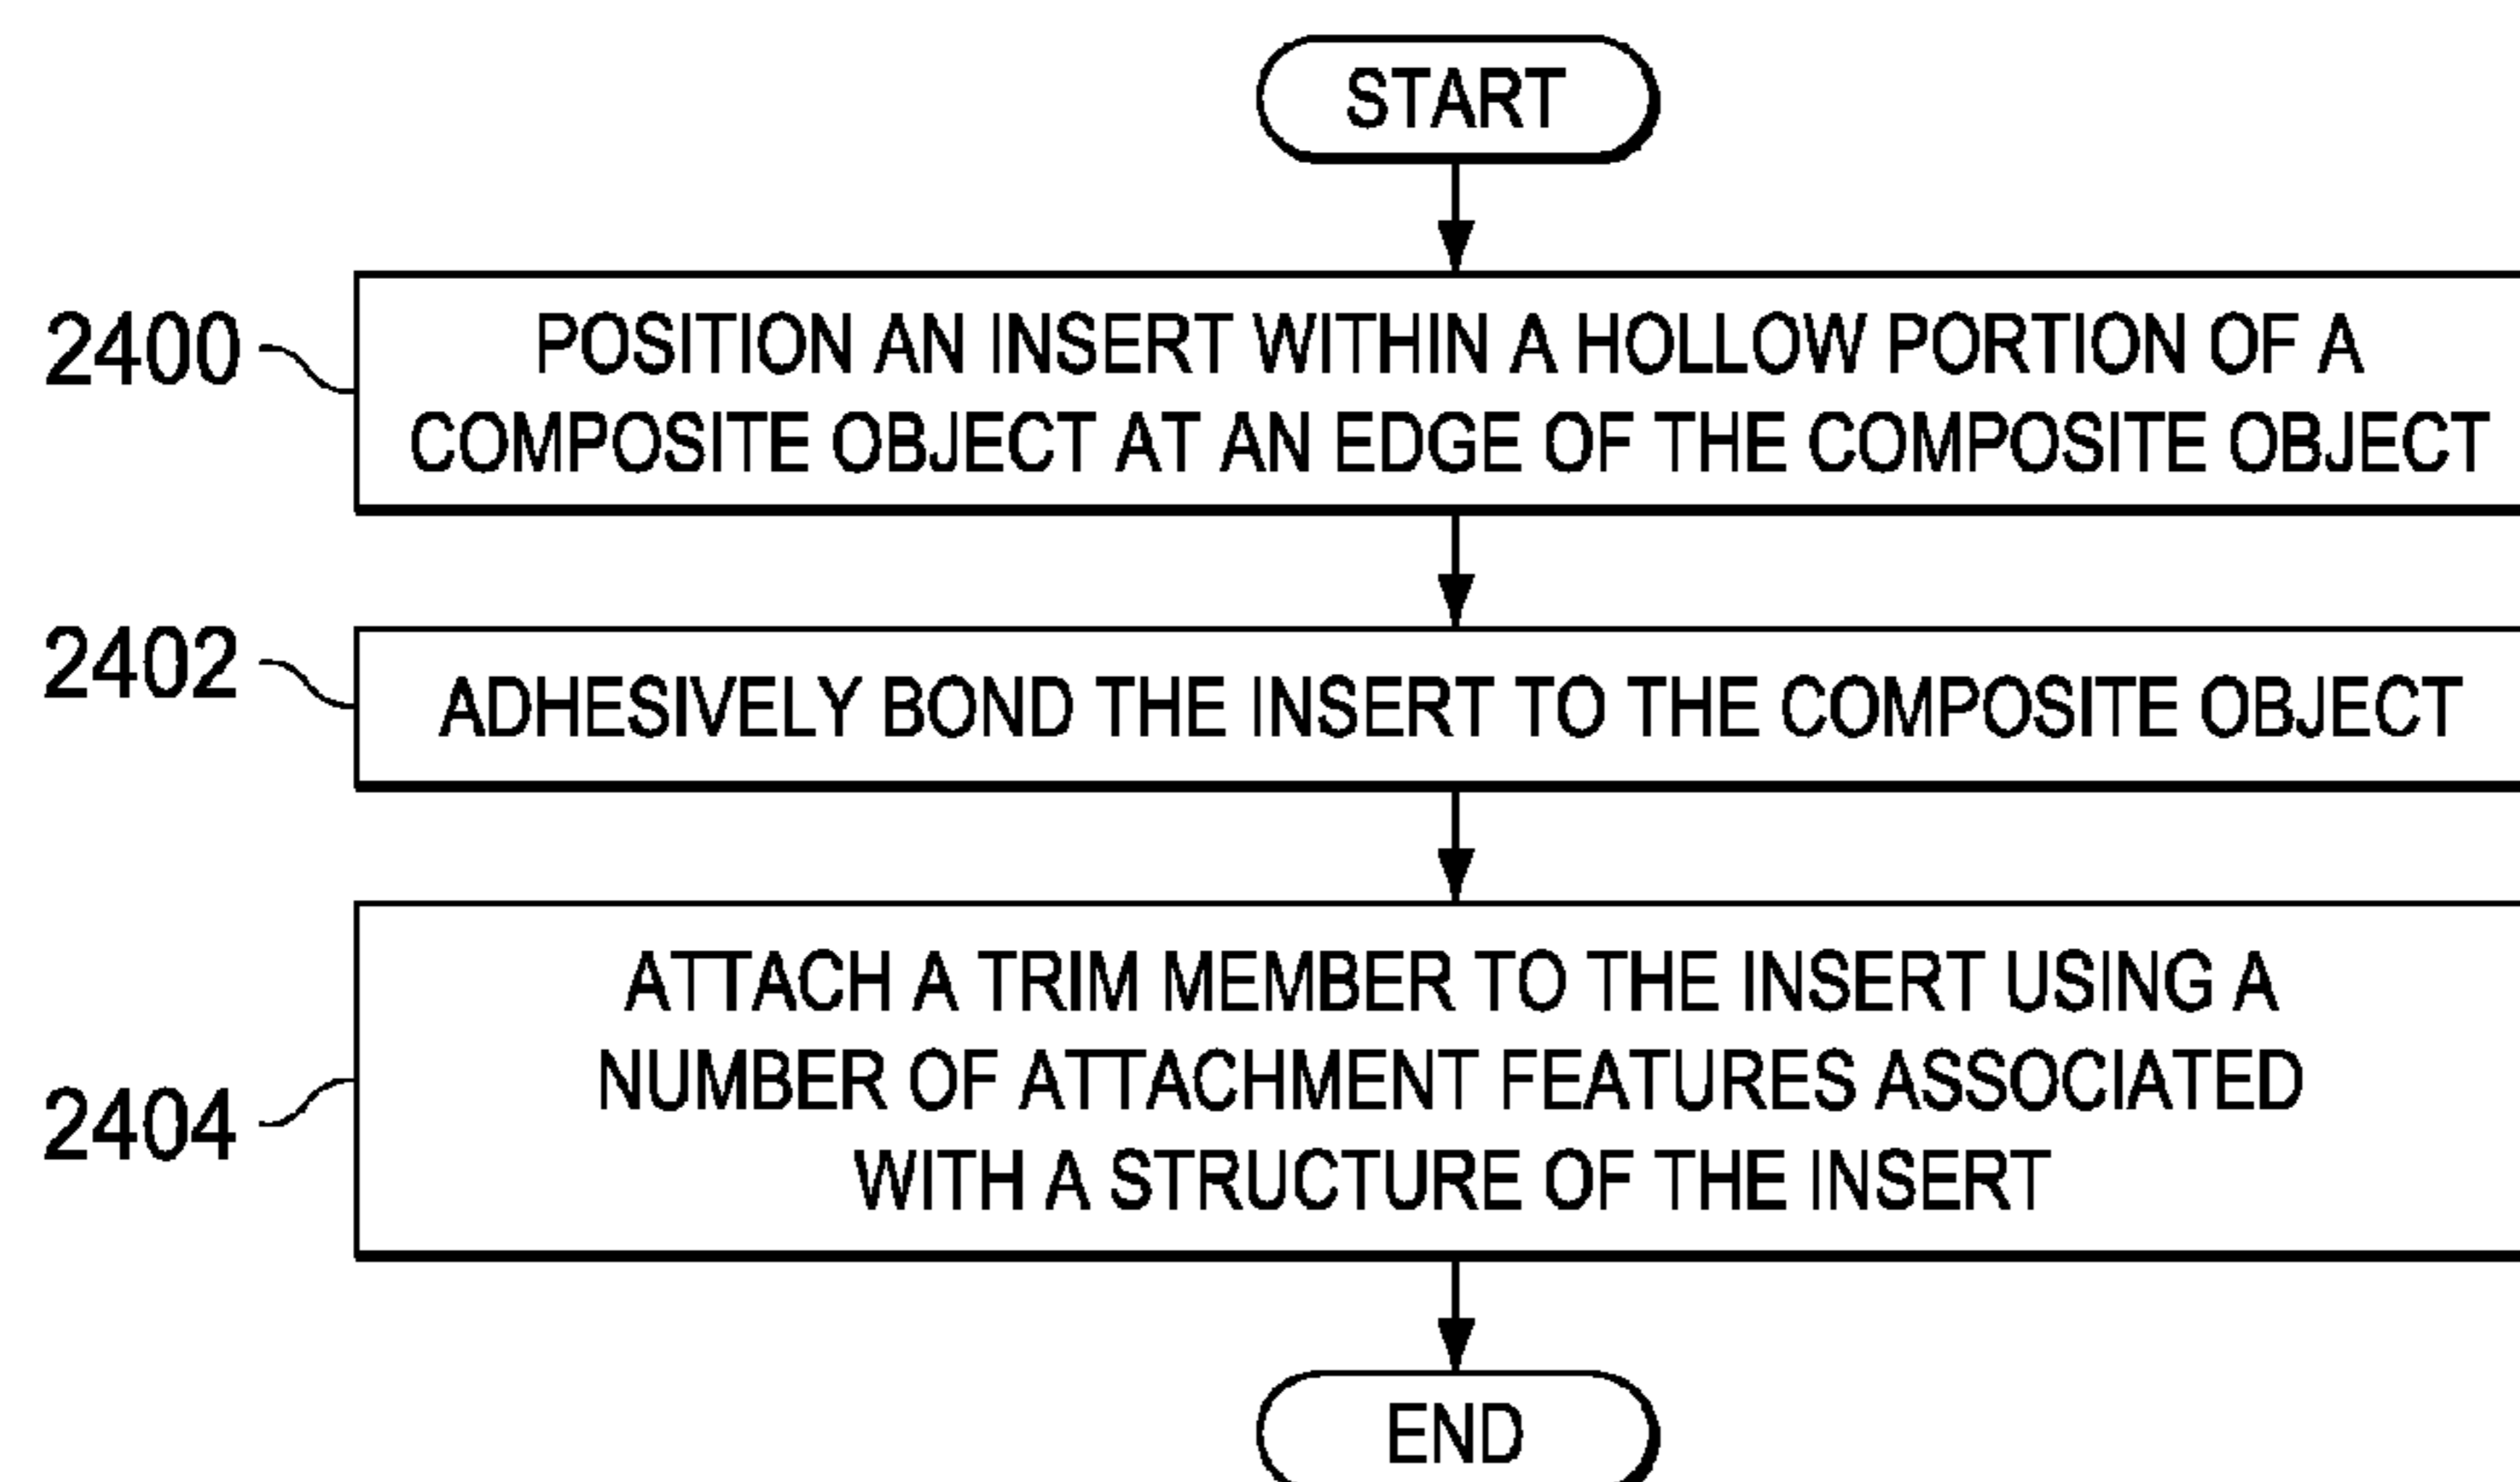 START
2400
POSITION AN INSERT WITHIN A HOLLOW PORTION OF A
COMPOSITE OBJECT AT AN EDGE OF THE COMPOSITE OBJECT
2402
ADHESIVELY BOND THE INSERT TO THE COMPOSITE OBJECT
2404
ATTACH A TRIM MEMBER TO THE INSERT USING A
NUMBER OF ATTACHMENT FEATURES ASSOCIATED
WITH A STRUCTURE OF THE INSERT
END